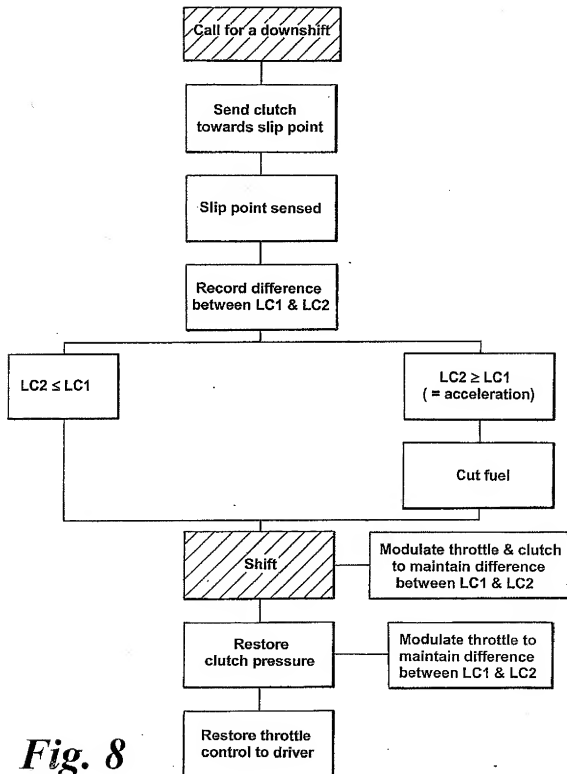 Call for a downshift
Send clutch
towards slip point
Slip point sensed
Record difference
between LC1 & LC2
LC2 ≤ LC1
LC2 ≥ LC1
( = acceleration)
Cut fuel
Shift
Modulate throttle & clutch
to maintain difference
between LC1 & LC2
Restore
clutch pressure
Modulate throttle to
maintain difference
between LC1 & LC2
Restore throttle
control to driver
Fig. 8